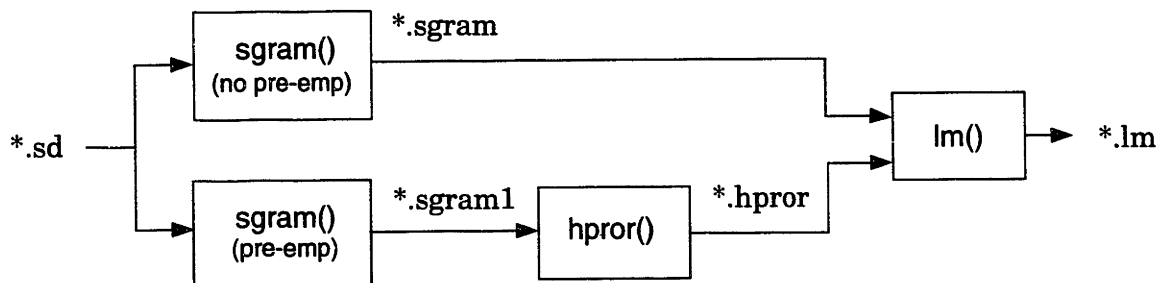 *.sd
sgram()
(no pre-emp)
*.sgram
sgram()
(pre-emp)
*.sgram1
hpror()
*.hpror
lm()
*.lm